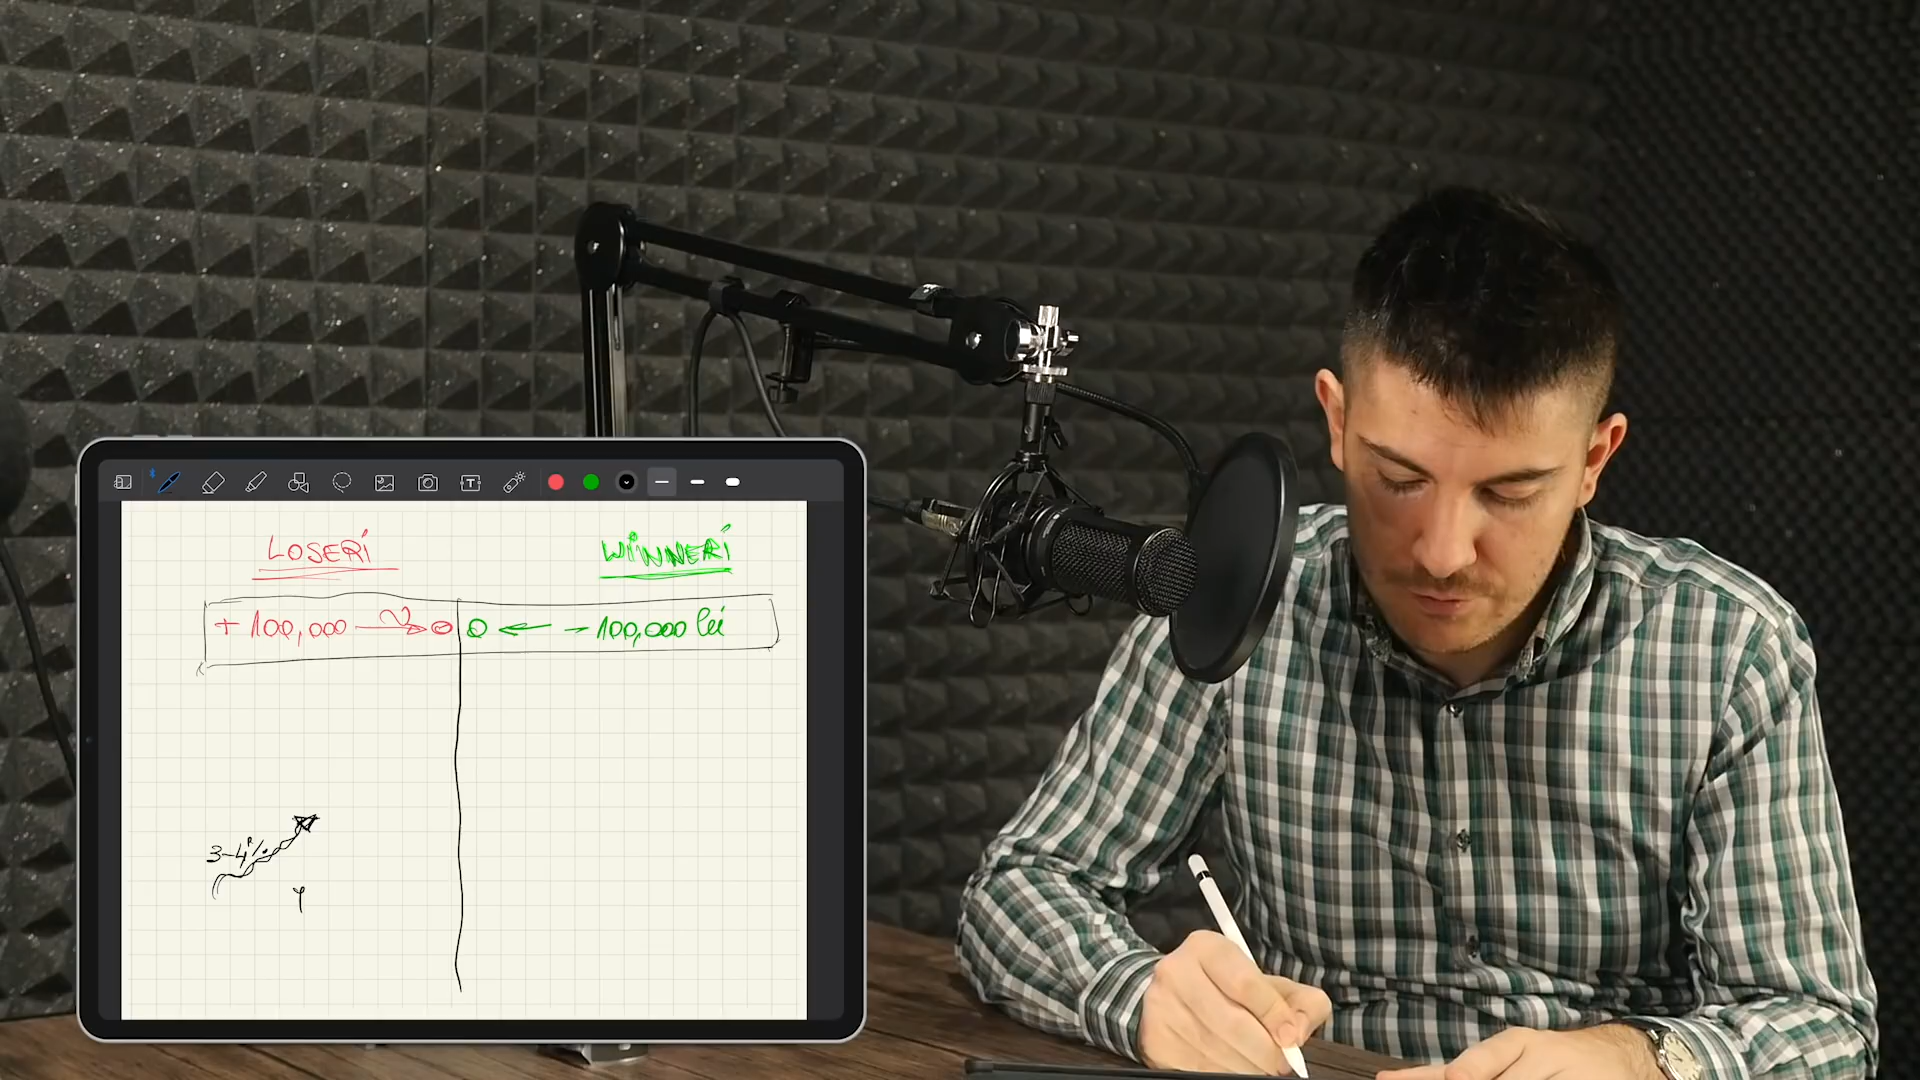 LOSERI
WINNERI
+ 100,000 → 0
0 ← - 100,000 lei
3-4%